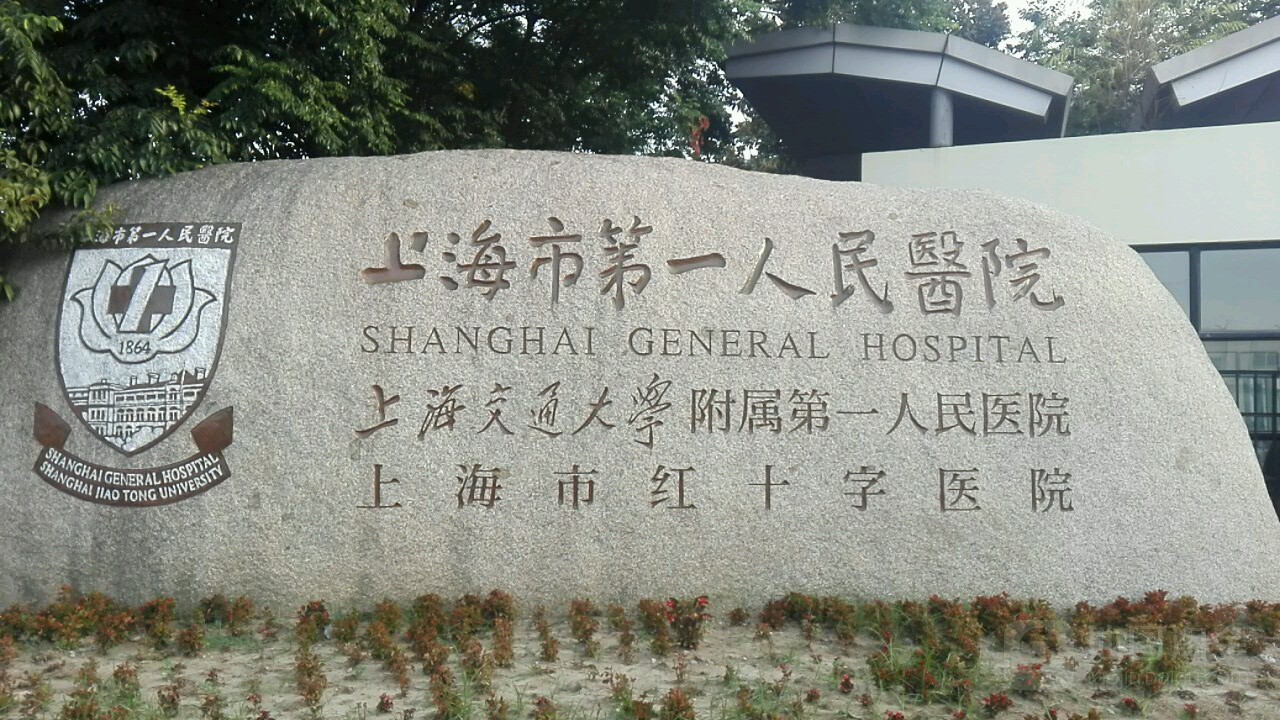 上海市第一人民醫院
1864
SHANGHAI GENERAL HOSPITAL
SHANGHAI JIAO TONG UNIVERSITY
上海市第一人民醫院
SHANGHAI GENERAL HOSPITAL
上海交通大學附属第一人民医院
上海市红十字医院